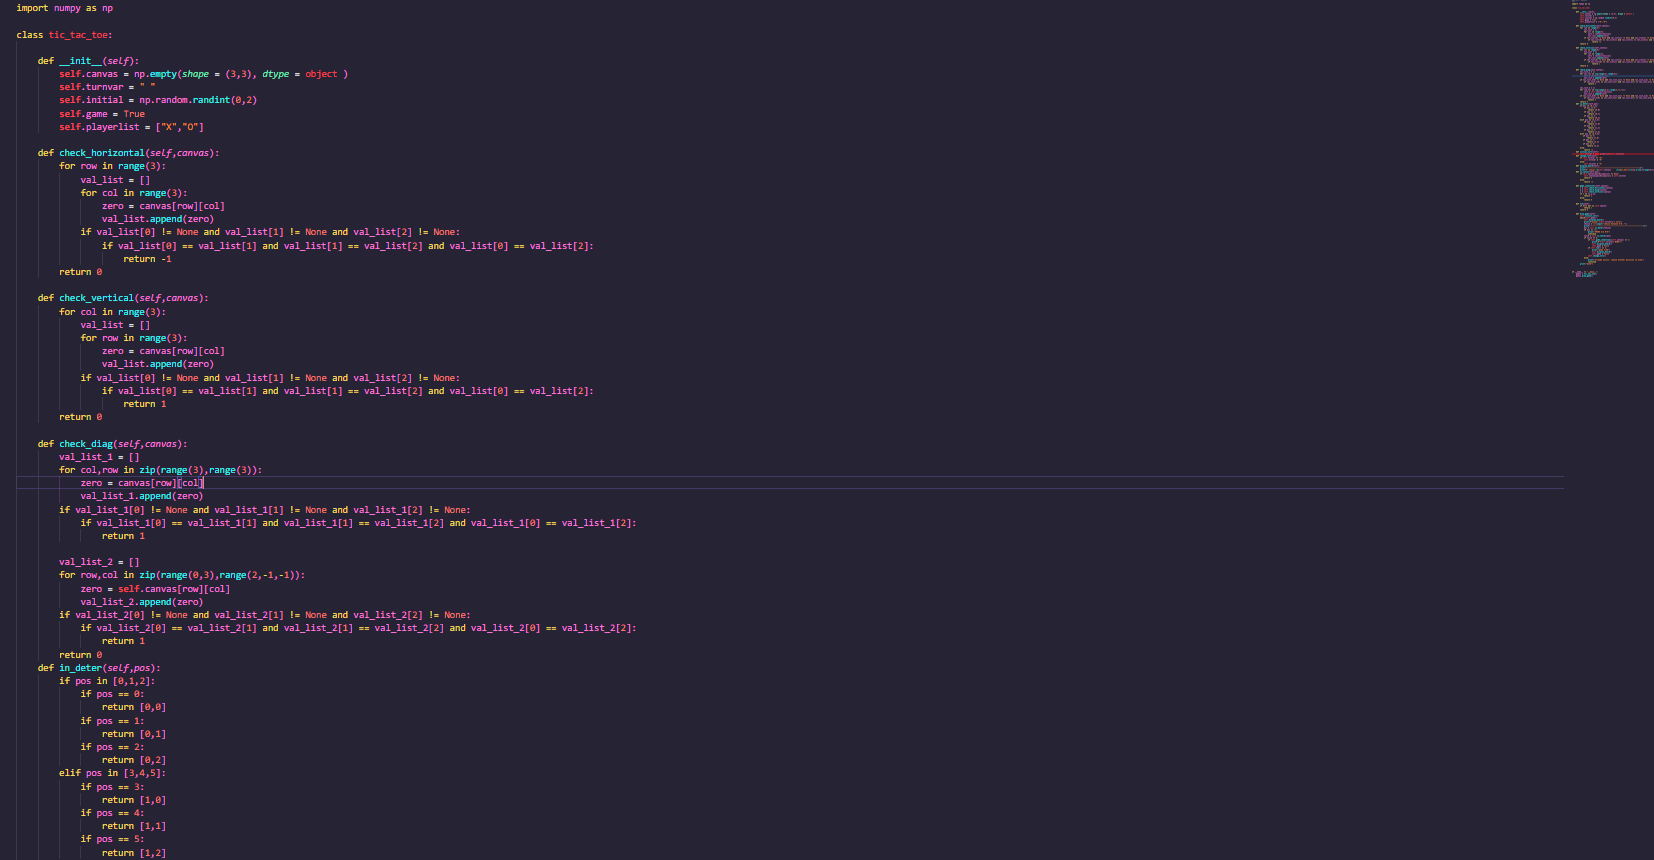 import numpy as np
class tic_tac_toe:
def __init__(self):
self.canvas = np.empty(shape = (3,3), dtype = object )
self.turnvar = " "
self.initial = np.random.randint(0,2)
self.game = True
self.playerlist = ["X","O"]
def check_horizontal(self,canvas):
for row in range(3):
val_list = []
for col in range(3):
zero = canvas[row][col]
val_list.append(zero)
if val_list[0] != None and val_list[1] != None and val_list[2] != None:
if val_list[0] == val_list[1] and val_list[1] == val_list[2] and val_list[0] == val_list[2]:
return -1
return 0
def check_vertical(self,canvas):
for col in range(3):
val_list = []
for row in range(3):
zero = canvas[row][col]
val_list.append(zero)
if val_list[0] != None and val_list[1] != None and val_list[2] != None:
if val_list[0] == val_list[1] and val_list[1] == val_list[2] and val_list[0] == val_list[2]:
return 1
return 0
def check_diag(self,canvas):
val_list_1 = []
for col,row in zip(range(3),range(3)):
zero = canvas[row][col]
val_list_1.append(zero)
if val_list_1[0] != None and val_list_1[1] != None and val_list_1[2] != None:
if val_list_1[0] == val_list_1[1] and val_list_1[1] == val_list_1[2] and val_list_1[0] == val_list_1[2]:
return 1
val_list_2 = []
for row,col in zip(range(0,3),range(2,-1,-1)):
zero = self.canvas[row][col]
val_list_2.append(zero)
if val_list_2[0] != None and val_list_2[1] != None and val_list_2[2] != None:
if val_list_2[0] == val_list_2[1] and val_list_2[1] == val_list_2[2] and val_list_2[0] == val_list_2[2]:
return 1
return 0
def in_deter(self,pos):
if pos in [0,1,2]:
if pos == 0:
return [0,0]
if pos == 1:
return [0,1]
if pos == 2:
return [0,2]
elif pos in [3,4,5]:
if pos == 3:
return [1,0]
if pos == 4:
return [1,1]
if pos == 5:
return [1,2]